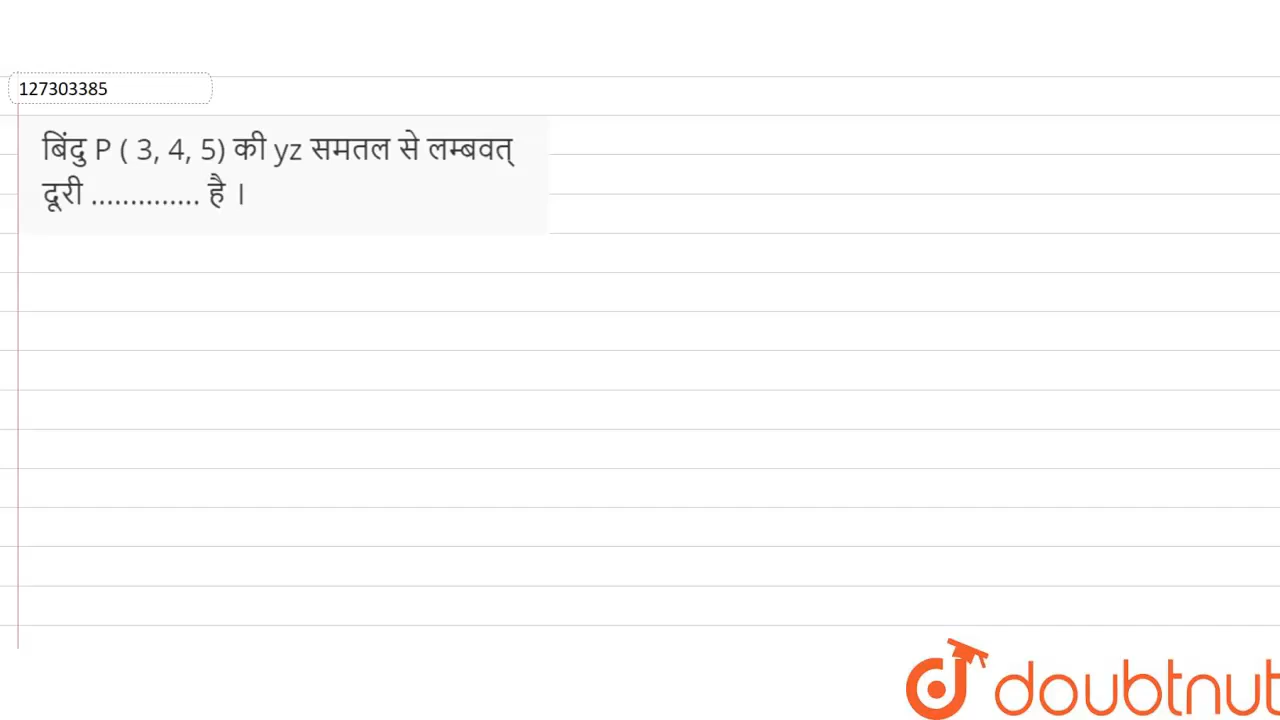 127303385
बिंदु P ( 3, 4, 5) की yz समतल से लम्बवत्
दूरी .............. है ।
doubtnut